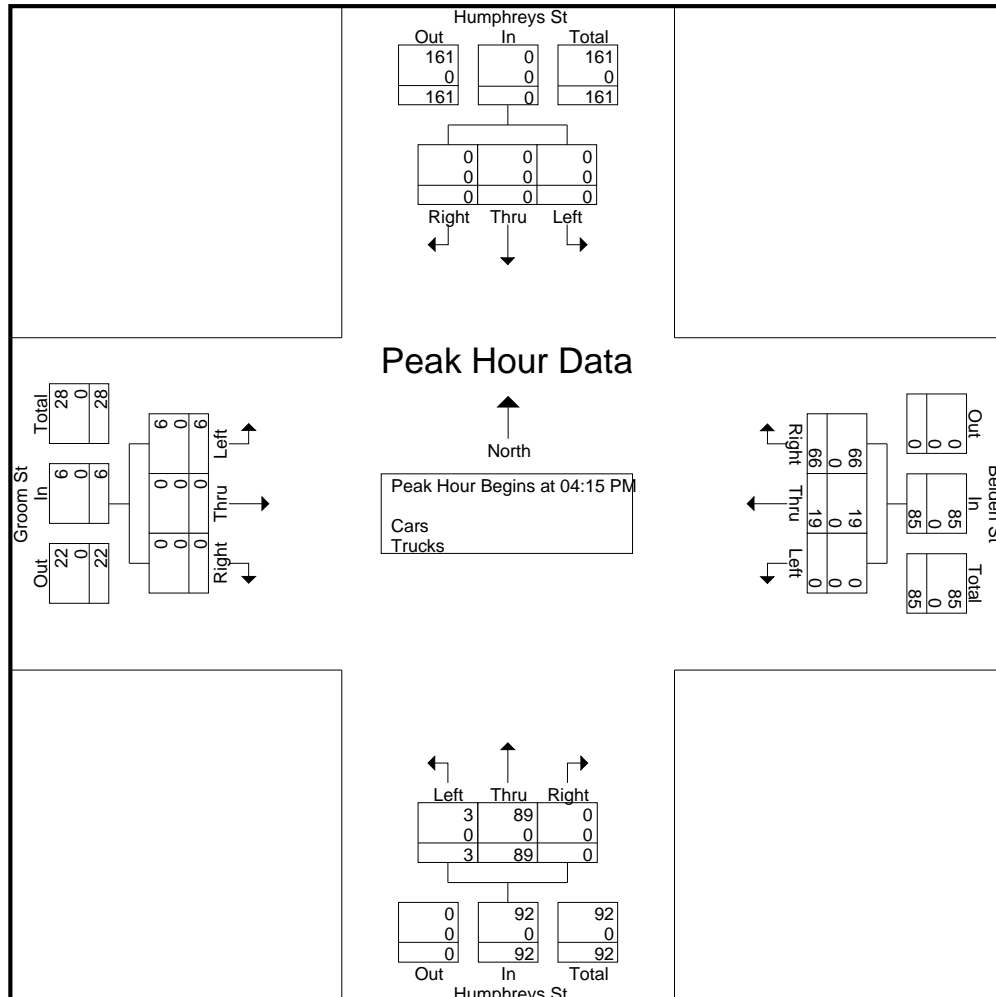 Humphreys St
Out In Total
161 0 161
0 0 0
161 0 161
0 0 0
0 0 0
0 0 0
Right Thru Left
Peak Hour Data
North
Peak Hour Begins at 04:15 PM
Cars
Trucks
Groom St
Out In Total
22 6 28
0 0 0
22 6 28
0 0 6
0 0 0
0 0 6
Right Thru Left
Belden St
Out In Total
0 85 85
0 0 0
0 85 85
66 19 0
0 0 0
66 19 0
Right Thru Left
Left Thru Right
3 89 0
0 0 0
3 89 0
0 92 92
0 0 0
0 92 92
Out In Total
Humphreys St